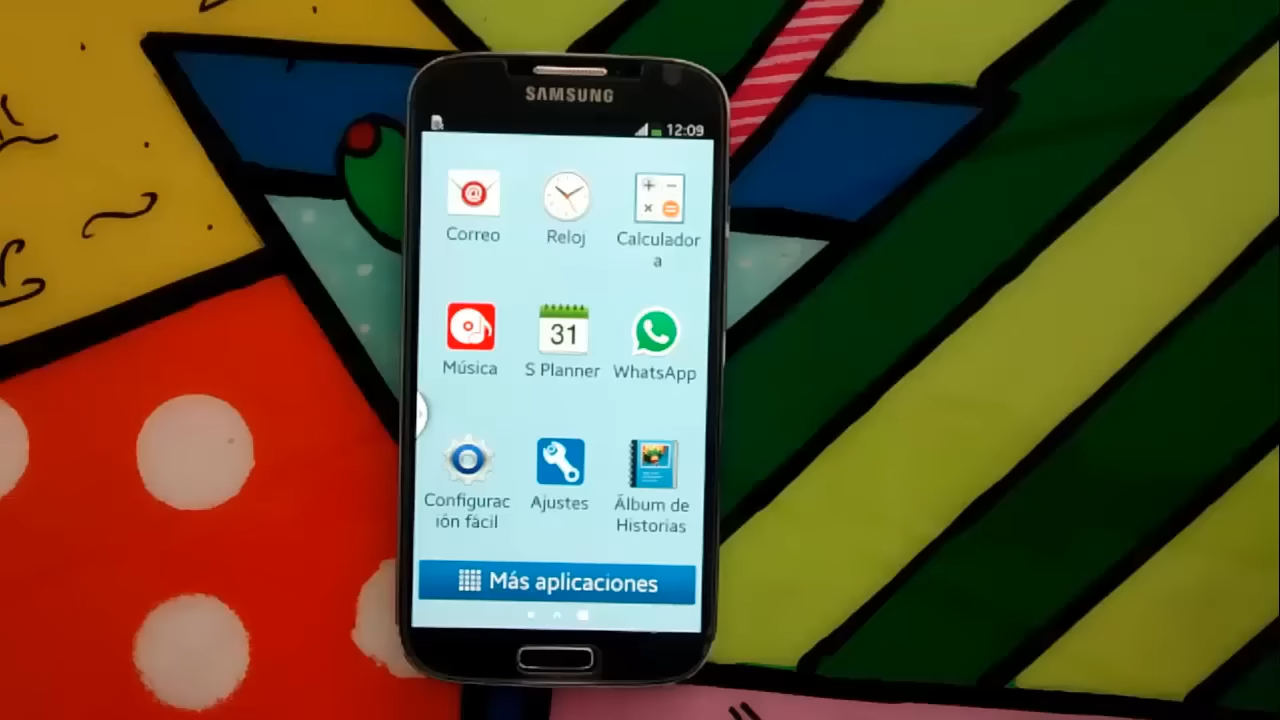 SAMSUNG
12:09
Correo
Reloj
Calculador
a
Música
31
S Planner
WhatsApp
Configurac
ión fácil
Ajustes
Álbum de
Historias
Más aplicaciones